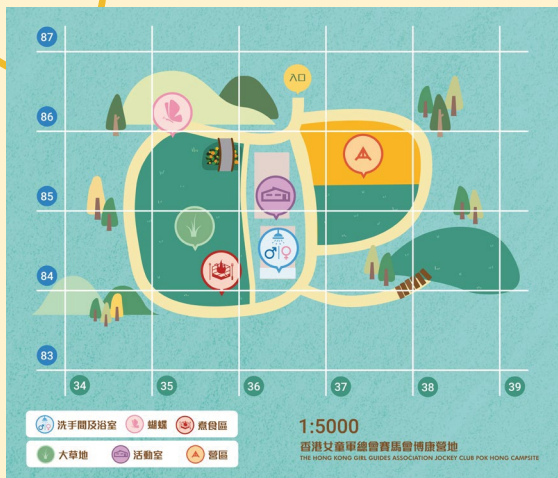 87
入口
86
85
84
83
34
35
36
37
38
39
洗手間及浴室
蝴蝶
煮食區
大草地
活動室
營區
1:5000
香港女童軍總會賽馬會博康營地
THE HONG KONG GIRL GUIDES ASSOCIATION JOCKEY CLUB POK HONG CAMPSITE